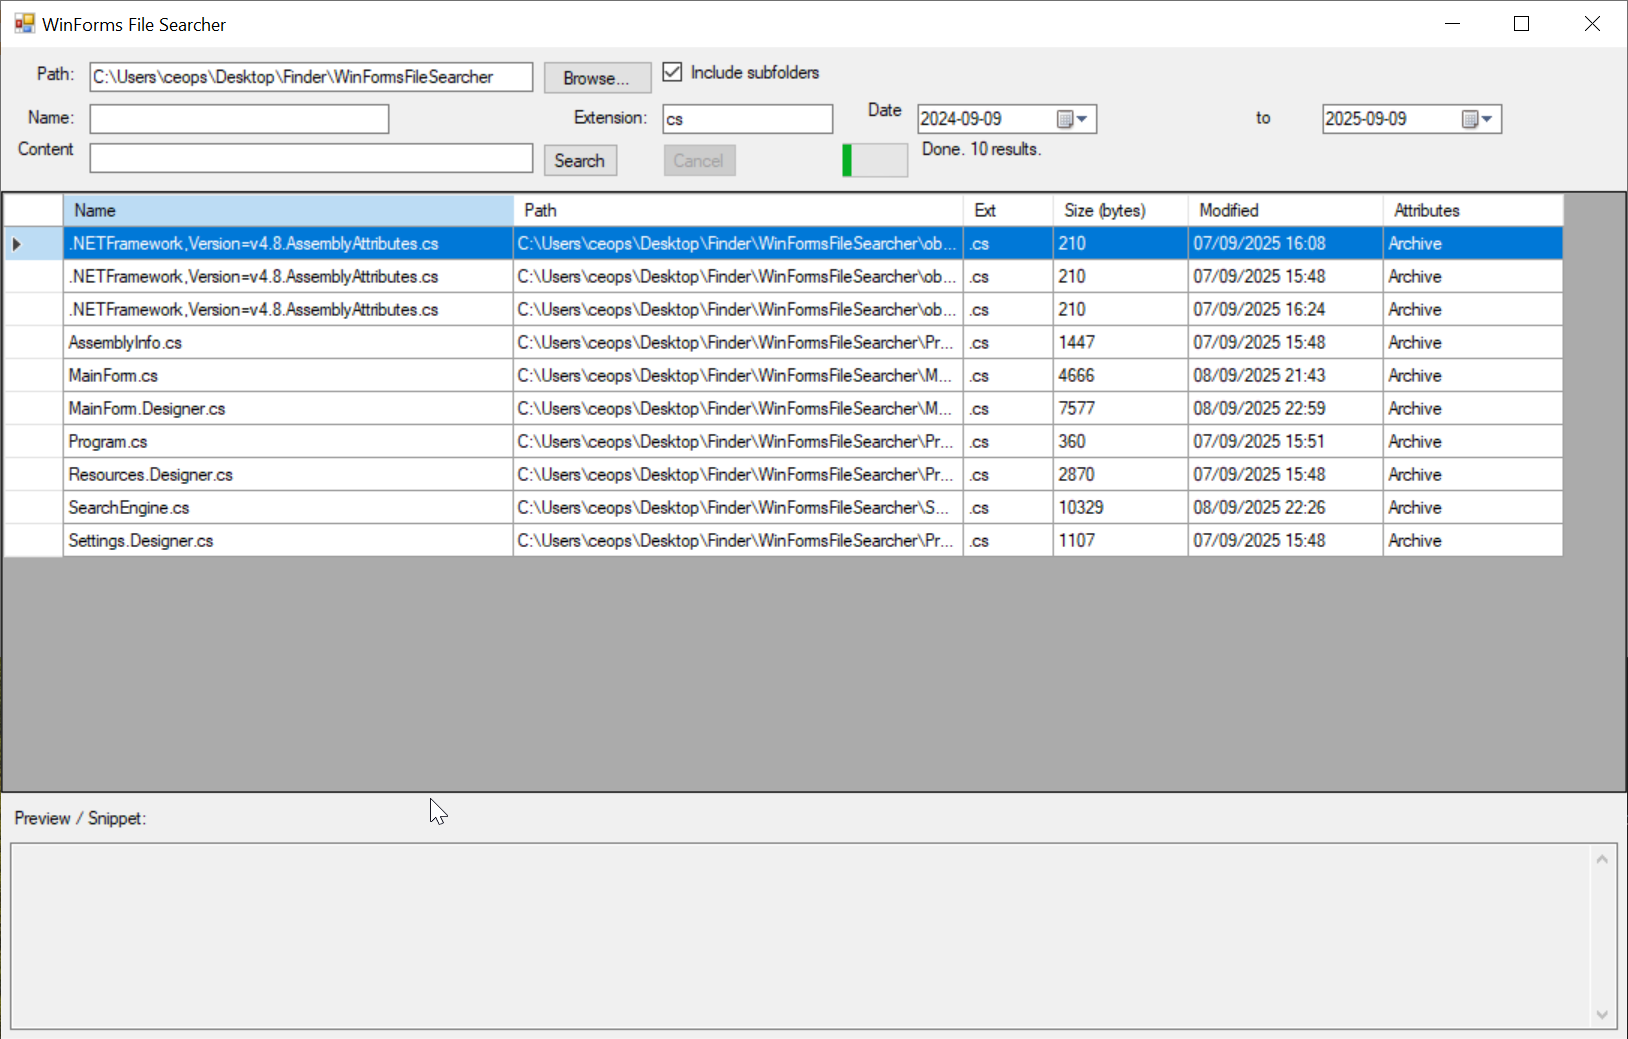 WinForms File Searcher
Path: C:\Users\ceops\Desktop\Finder\WinFormsFileSearcher Browse... Include subfolders
Name: Extension: cs Date 2024-09-09 to 2025-09-09
Content Search Cancel Done. 10 results.
Name Path Ext Size (bytes) Modified Attributes
.NETFramework,Version=v4.8.AssemblyAttributes.cs C:\Users\ceops\Desktop\Finder\WinFormsFileSearcher\ob... .cs 210 07/09/2025 16:08 Archive
.NETFramework,Version=v4.8.AssemblyAttributes.cs C:\Users\ceops\Desktop\Finder\WinFormsFileSearcher\ob... .cs 210 07/09/2025 15:48 Archive
.NETFramework,Version=v4.8.AssemblyAttributes.cs C:\Users\ceops\Desktop\Finder\WinFormsFileSearcher\ob... .cs 210 07/09/2025 16:24 Archive
AssemblyInfo.cs C:\Users\ceops\Desktop\Finder\WinFormsFileSearcher\Pr... .cs 1447 07/09/2025 15:48 Archive
MainForm.cs C:\Users\ceops\Desktop\Finder\WinFormsFileSearcher\M... .cs 4666 08/09/2025 21:43 Archive
MainForm.Designer.cs C:\Users\ceops\Desktop\Finder\WinFormsFileSearcher\M... .cs 7577 08/09/2025 22:59 Archive
Program.cs C:\Users\ceops\Desktop\Finder\WinFormsFileSearcher\Pr... .cs 360 07/09/2025 15:51 Archive
Resources.Designer.cs C:\Users\ceops\Desktop\Finder\WinFormsFileSearcher\Pr... .cs 2870 07/09/2025 15:48 Archive
SearchEngine.cs C:\Users\ceops\Desktop\Finder\WinFormsFileSearcher\S... .cs 10329 08/09/2025 22:26 Archive
Settings.Designer.cs C:\Users\ceops\Desktop\Finder\WinFormsFileSearcher\Pr... .cs 1107 07/09/2025 15:48 Archive
Preview / Snippet: